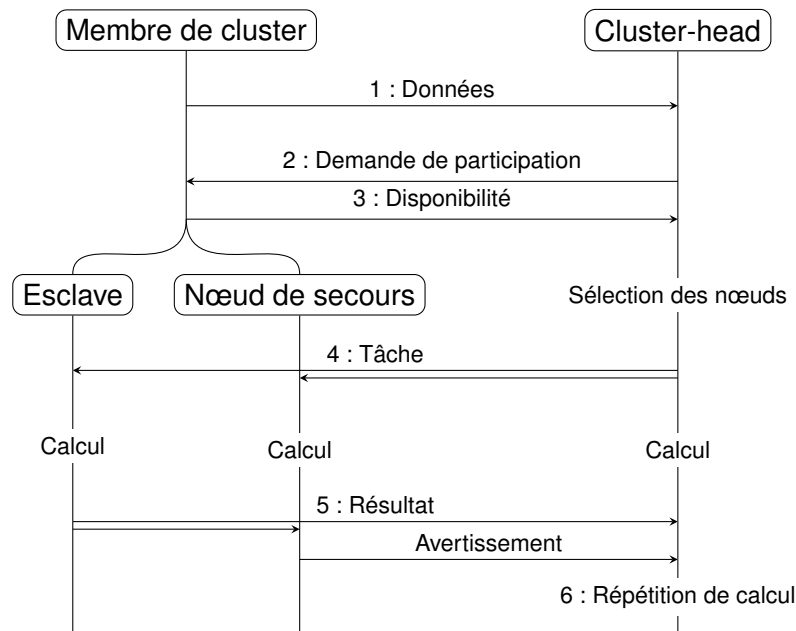 Membre de cluster
Cluster-head
1 : Données
2 : Demande de participation
3 : Disponibilité
Esclave
Nœud de secours
Sélection des nœuds
4 : Tâche
Calcul
Calcul
Calcul
5 : Résultat
Avertissement
6 : Répétition de calcul